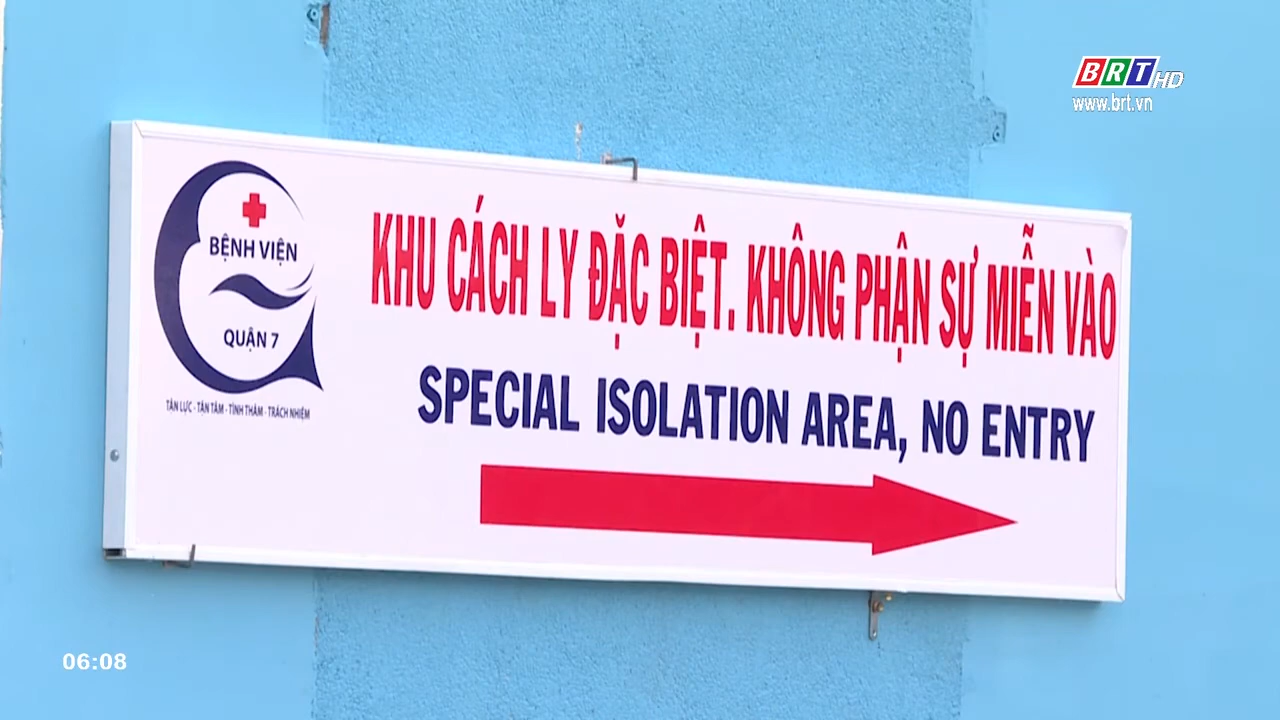 BRT HD
www.brt.vn
BỆNH VIỆN
QUẬN 7
TẬN LỰC - TẬN TÂM - TÌNH THÂM - TRÁCH NHIỆM
KHU CÁCH LY ĐẶC BIỆT. KHÔNG PHẬN SỰ MIỄN VÀO
SPECIAL ISOLATION AREA, NO ENTRY
06:08